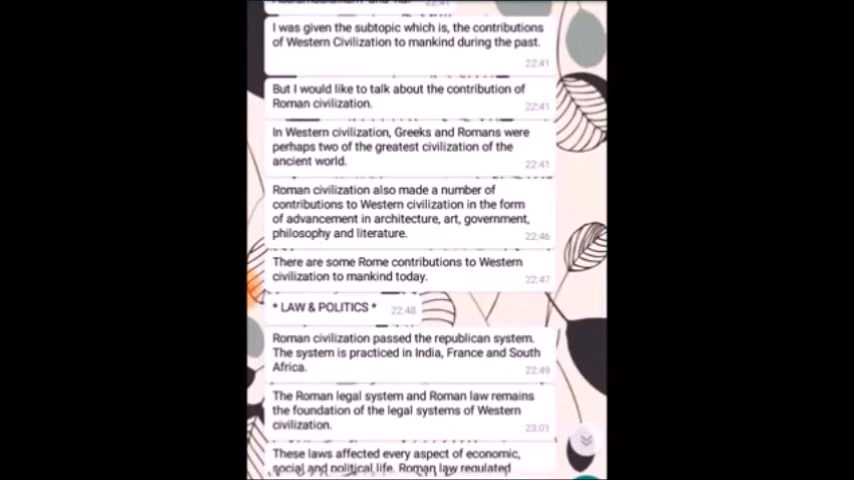 22:41
I was given the subtopic which is, the contributions
of Western Civilization to mankind during the past.
22:41
But I would like to talk about the contribution of
Roman civilization.
22:41
In Western civilization, Greeks and Romans were
perhaps two of the greatest civilization of the
ancient world.
22:41
Roman civilization also made a number of
contributions to Western civilization in the form
of advancement in architecture, art, government,
philosophy and literature.
22:46
There are some Rome contributions to Western
civilization to mankind today.
22:47
* LAW & POLITICS *
22:48
Roman civilization passed the republican system.
The system is practiced in India, France and South
Africa.
22:49
The Roman legal system and Roman law remains
the foundation of the legal systems of Western
civilization.
23:01
These laws affected every aspect of economic,
social and political life. Roman law regulated